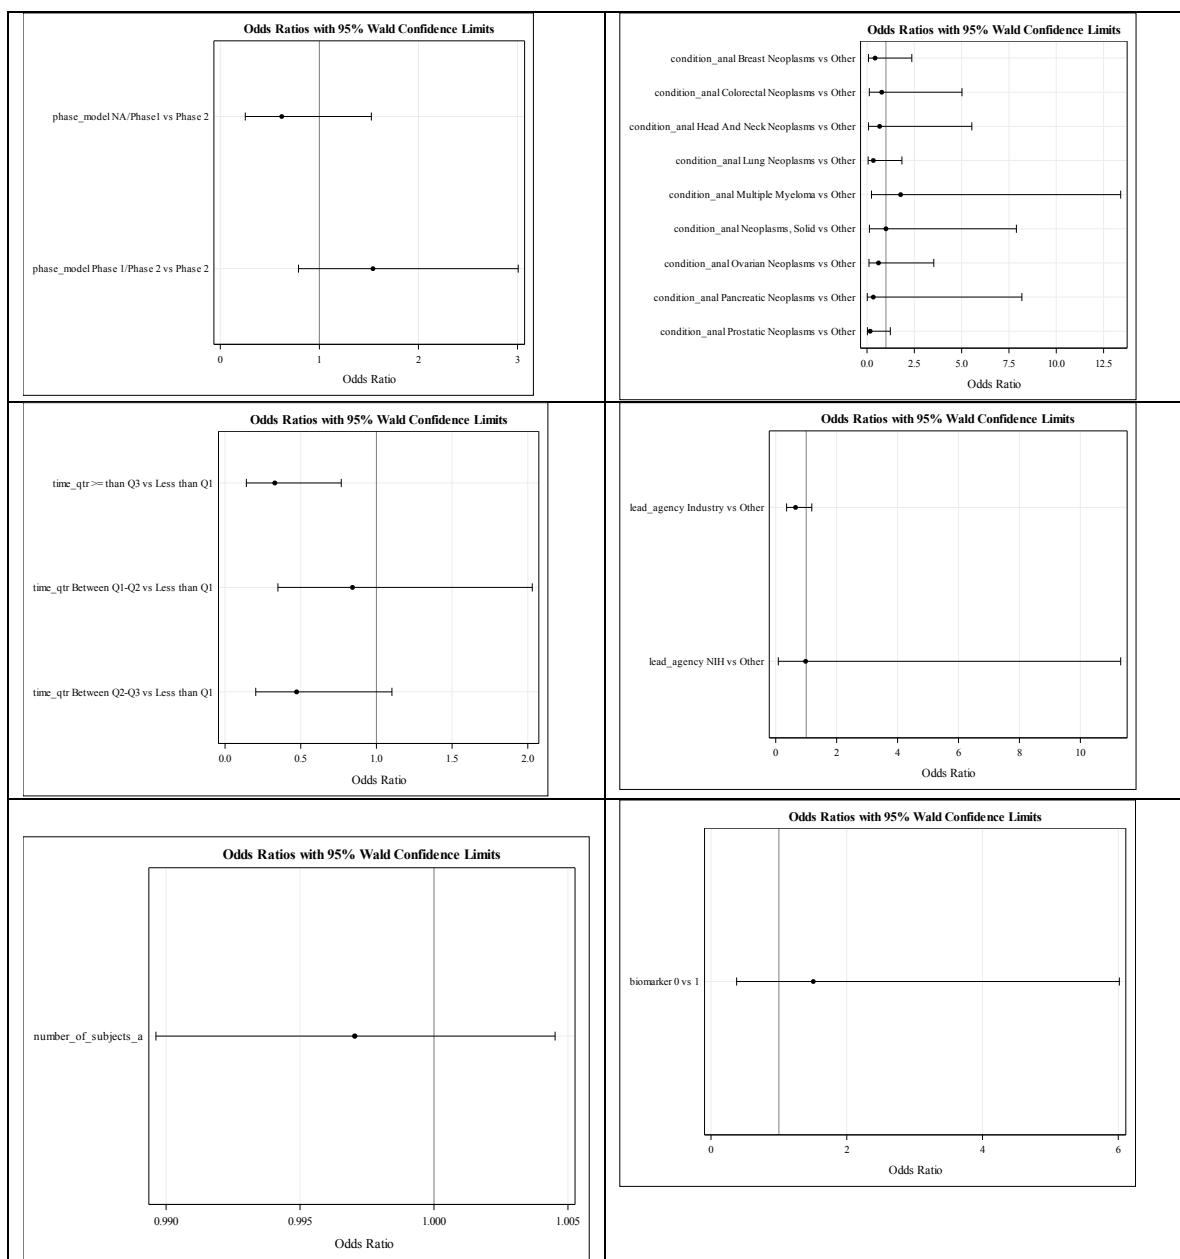 Odds Ratios with 95% Wald Confidence Limits
phase_model NA/Phase1 vs Phase 2
phase_model Phase 1/Phase 2 vs Phase 2
0 1 2 3
Odds Ratio
Odds Ratios with 95% Wald Confidence Limits
condition_anal Breast Neoplasms vs Other
condition_anal Colorectal Neoplasms vs Other
condition_anal Head And Neck Neoplasms vs Other
condition_anal Lung Neoplasms vs Other
condition_anal Multiple Myeloma vs Other
condition_anal Neoplasms, Solid vs Other
condition_anal Ovarian Neoplasms vs Other
condition_anal Pancreatic Neoplasms vs Other
condition_anal Prostatic Neoplasms vs Other
0.0 2.5 5.0 7.5 10.0 12.5
Odds Ratio
Odds Ratios with 95% Wald Confidence Limits
time_qtr >= than Q3 vs Less than Q1
time_qtr Between Q1-Q2 vs Less than Q1
time_qtr Between Q2-Q3 vs Less than Q1
0.0 0.5 1.0 1.5 2.0
Odds Ratio
Odds Ratios with 95% Wald Confidence Limits
lead_agency Industry vs Other
lead_agency NIH vs Other
0 2 4 6 8 10
Odds Ratio
Odds Ratios with 95% Wald Confidence Limits
number_of_subjects_a
0.990 0.995 1.000 1.005
Odds Ratio
Odds Ratios with 95% Wald Confidence Limits
biomarker 0 vs 1
0 2 4 6
Odds Ratio